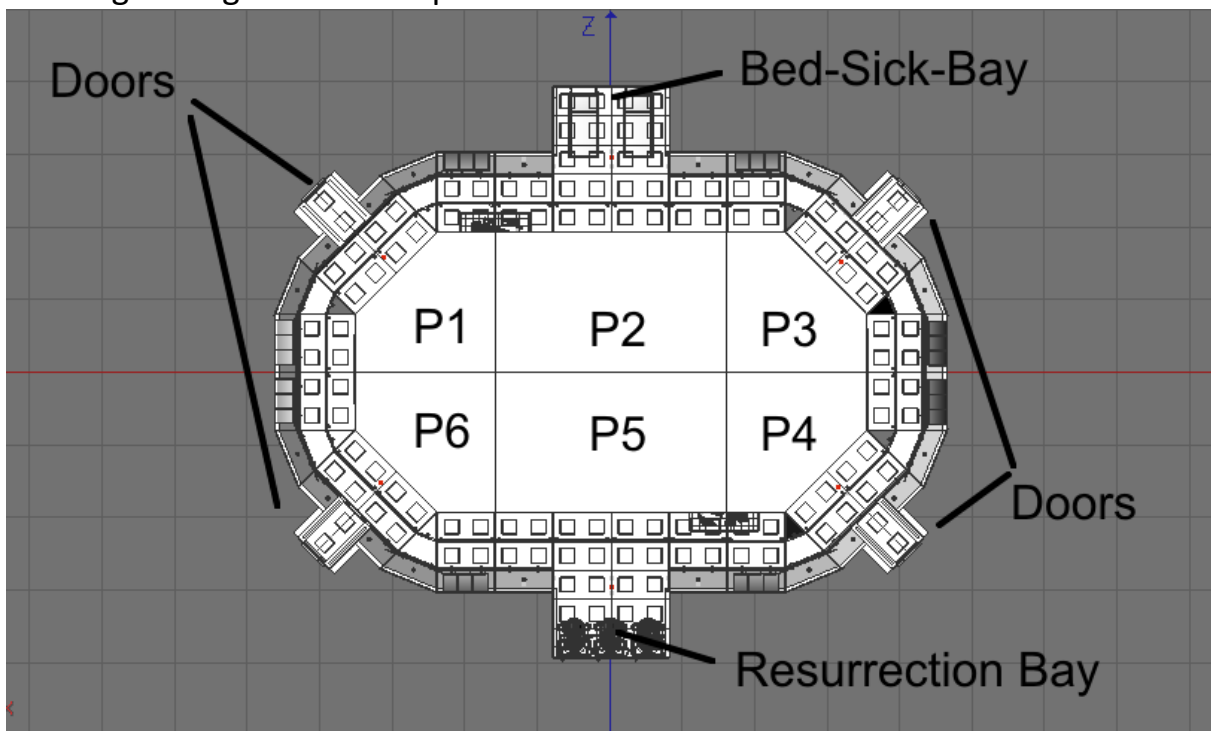 Z
Bed-Sick-Bay
Doors
P1 P2 P3
P6 P5 P4
Doors
Resurrection Bay
x